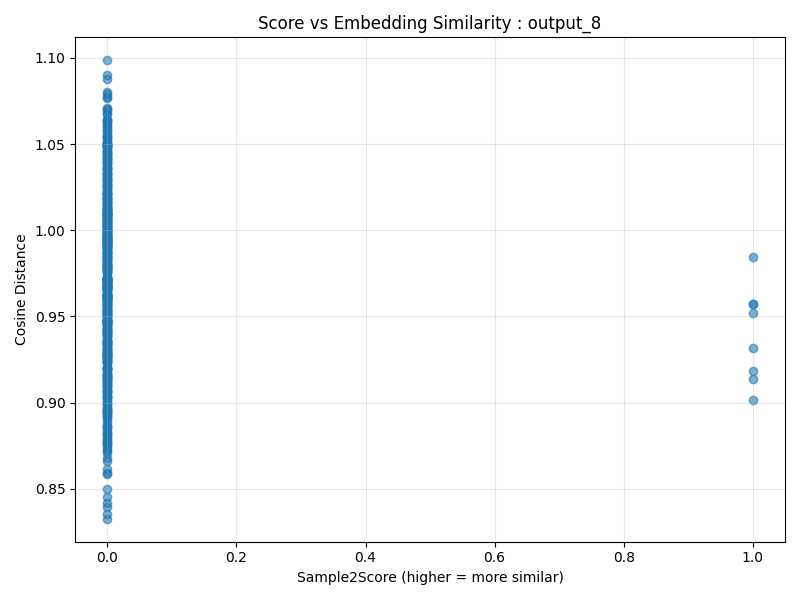 Score vs Embedding Similarity : output_8
1.10
1.05
1.00
0.95
0.90
0.85
Cosine Distance
0.0 0.2 0.4 0.6 0.8 1.0
Sample2Score (higher = more similar)